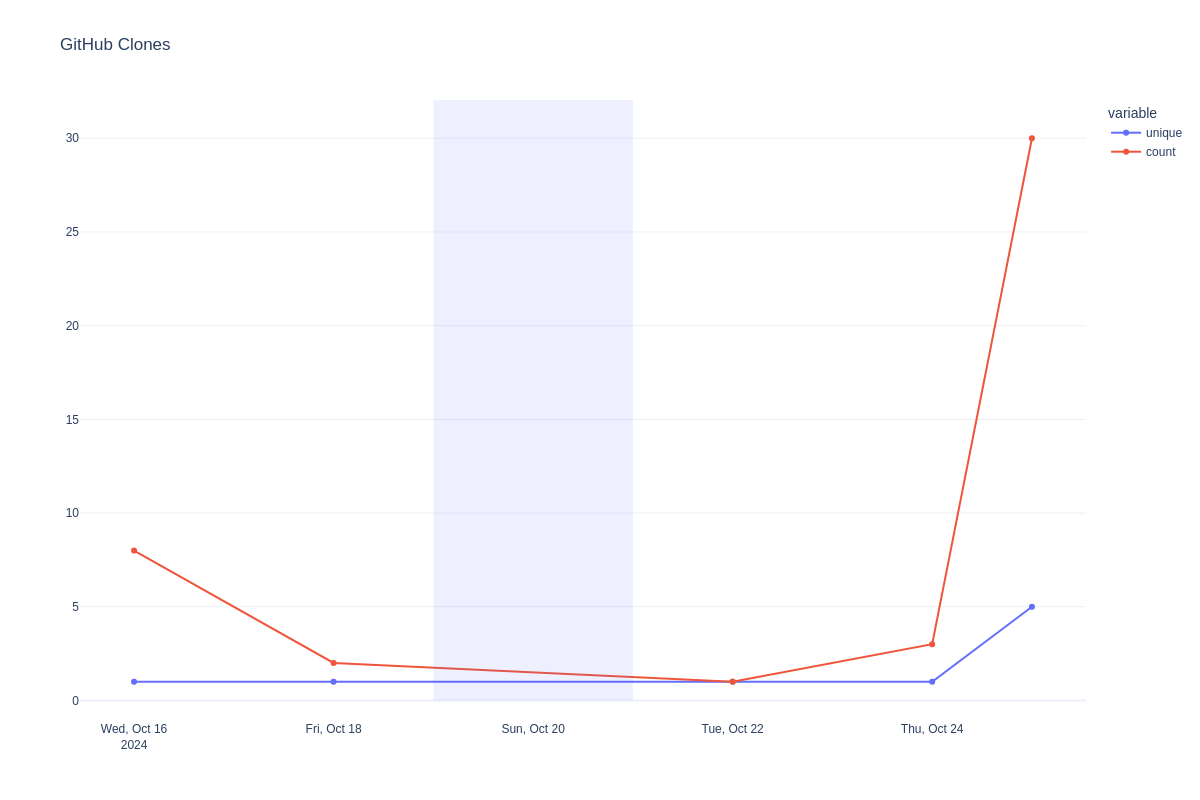 GitHub Clones
variable
unique
count
30
25
20
15
10
5
0
Wed, Oct 16
2024
Fri, Oct 18
Sun, Oct 20
Tue, Oct 22
Thu, Oct 24